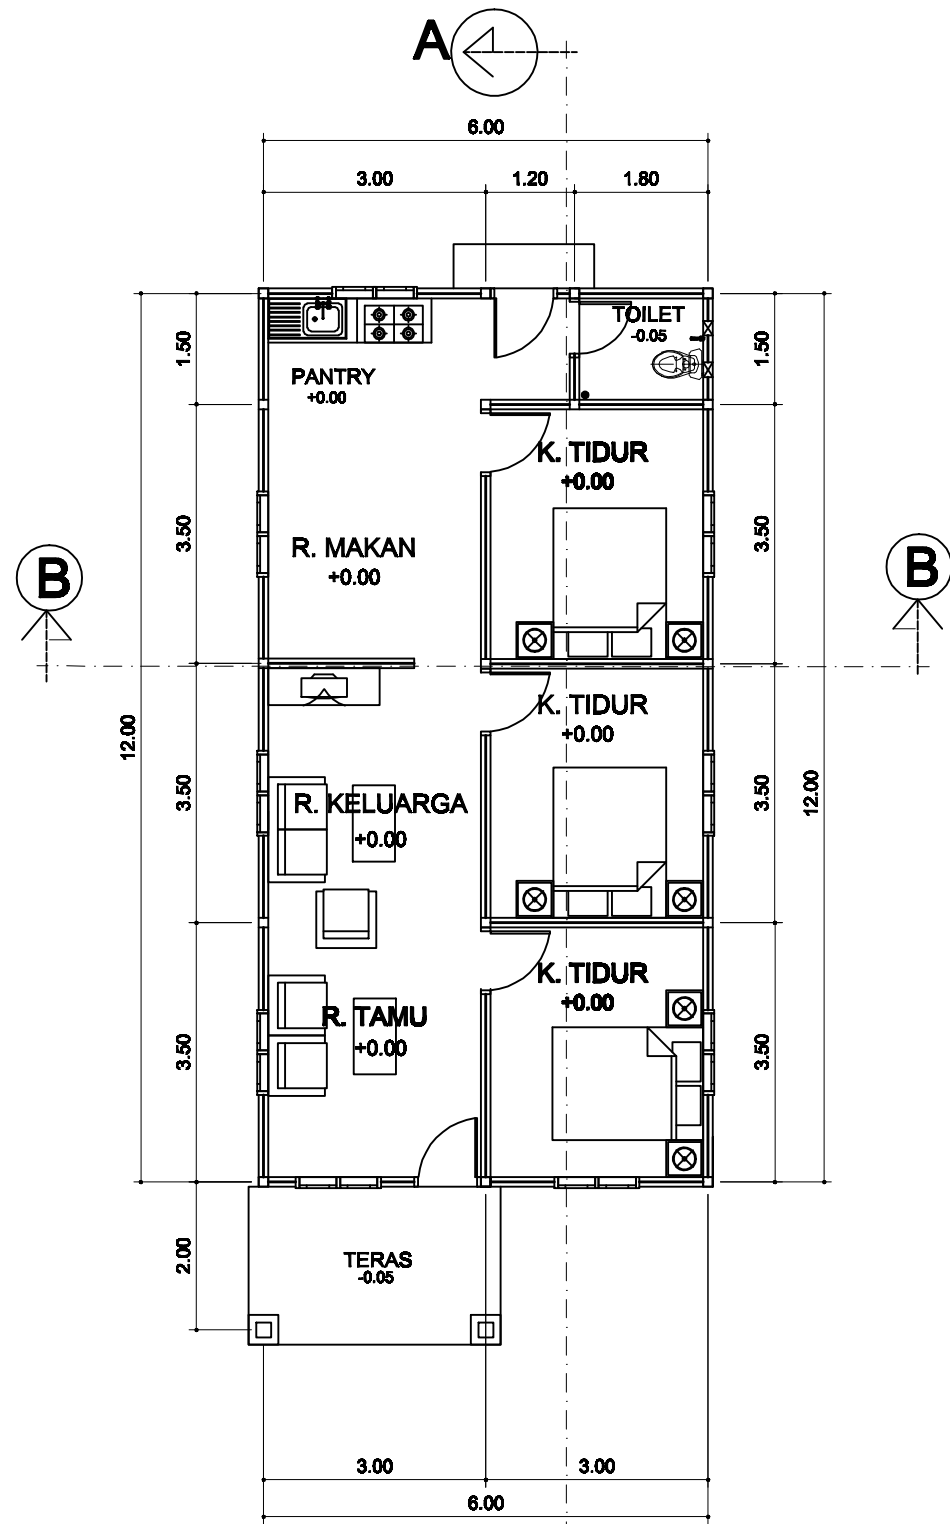 A
6.00
3.00
1.20
1.80
TOILET
-0.05
1.50
1.50
PANTRY
+0.00
K. TIDUR
+0.00
3.50
3.50
R. MAKAN
+0.00
B
B
K. TIDUR
+0.00
12.00
12.00
3.50
3.50
R. KELUARGA
+0.00
K. TIDUR
+0.00
R. TAMU
+0.00
3.50
3.50
2.00
TERAS
-0.05
3.00
3.00
6.00